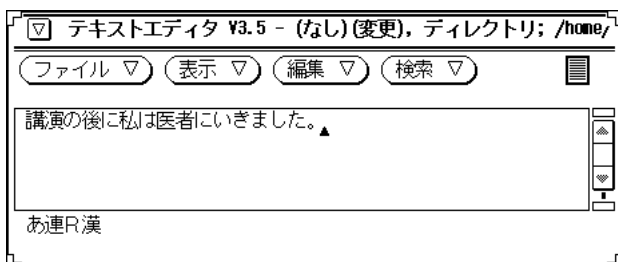 テキストエディタ V3.5 - (なし)(変更), ディレクトリ; /home/
ファイル ▽ 表示 ▽ 編集 ▽ 検索 ▽
講演の後に私は医者にいきました。
あ連R漢